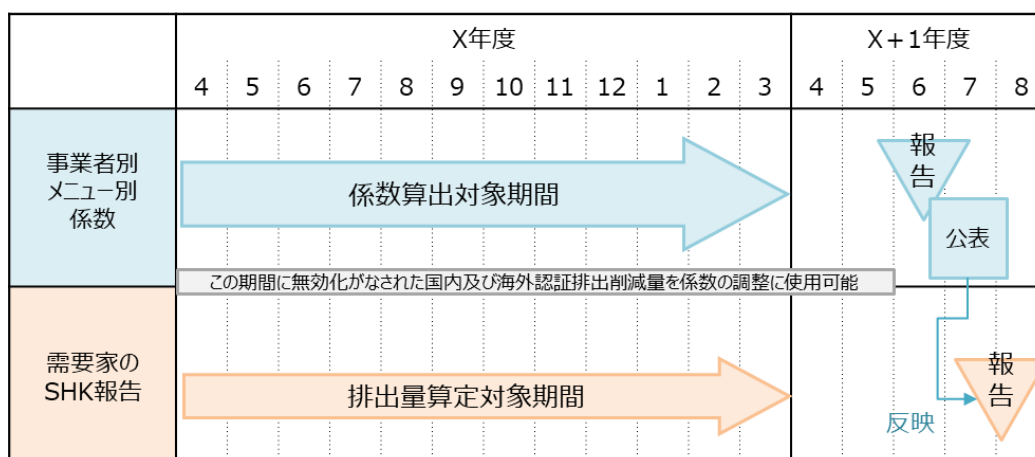 X年度
X+1年度
4 5 6 7 8 9 10 11 12 1 2 3 4 5 6 7 8
事業者別
メニュー別
係数
係数算出対象期間
報告
公表
この期間に無効化がなされた国内及び海外認証排出削減量を係数の調整に使用可能
需要家の
SHK報告
排出量算定対象期間
報告
反映